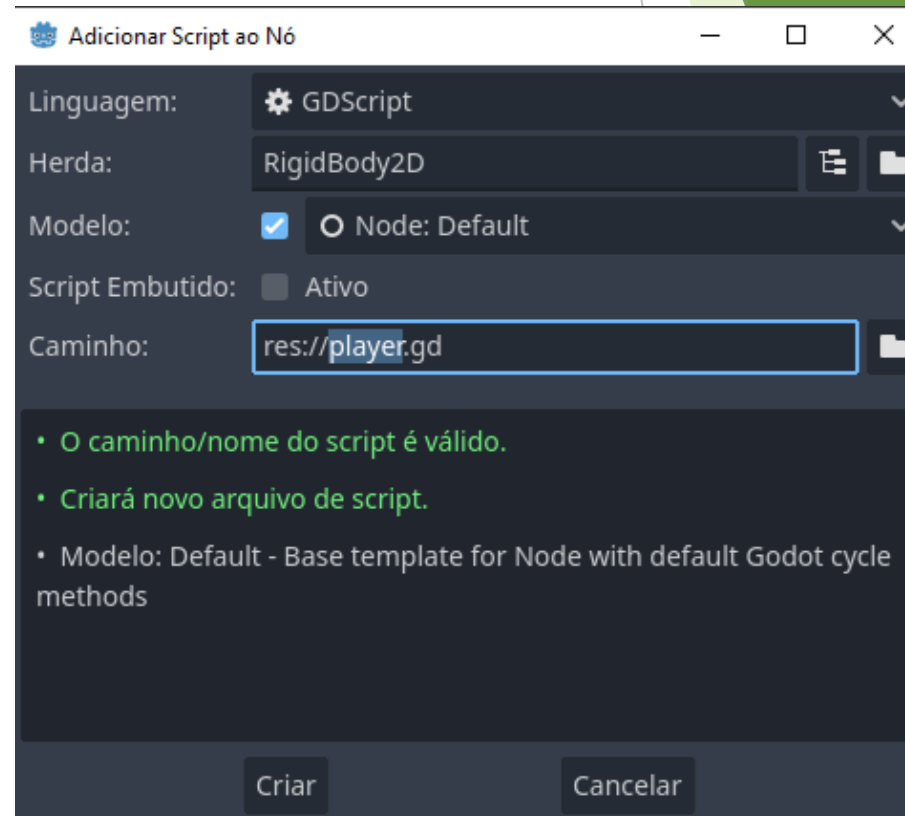 Adicionar Script ao Nó
Linguagem: GDScript
Herda: RigidBody2D
Modelo: Node: Default
Script Embutido: Ativo
Caminho: res://player.gd
• O caminho/nome do script é válido.
• Criará novo arquivo de script.
• Modelo: Default - Base template for Node with default Godot cycle
methods
Criar Cancelar